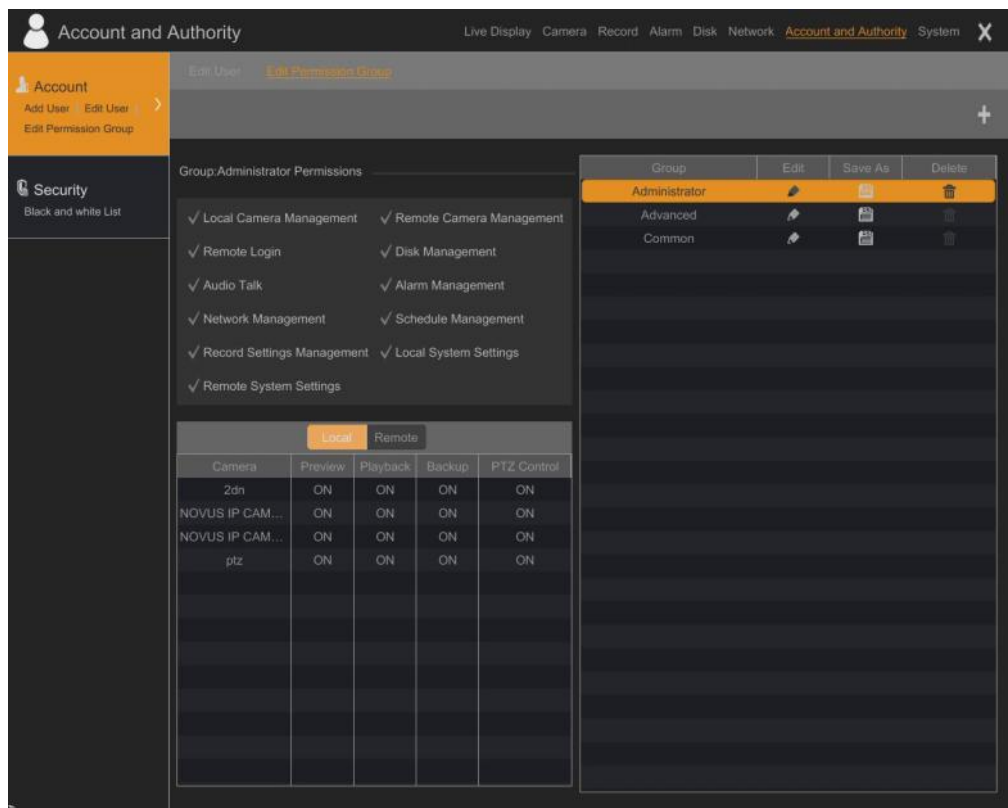 Account and Authority
Live Display Camera Record Alarm Disk Network Account and Authority System X
Account
Add User Edit User
Edit Permission Group
Security
Black and white List
Edit User Edit Permission Group
Group:Administrator Permissions
Local Camera Management Remote Camera Management
Remote Login Disk Management
Audio Talk Alarm Management
Network Management Schedule Management
Record Settings Management Local System Settings
Remote System Settings
Local Remote
Camera Preview Playback Backup PTZ Control
2dn ON ON ON ON
NOVUS IP CAM... ON ON ON ON
NOVUS IP CAM... ON ON ON ON
ptz ON ON ON ON
Group Edit Save As Delete
Administrator
Advanced
Common